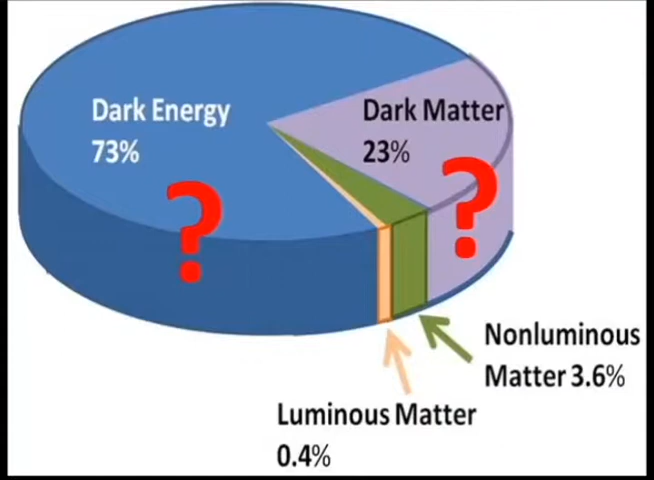 Dark Energy
73%
Dark Matter
23%
?
?
Nonluminous
Matter 3.6%
Luminous Matter
0.4%